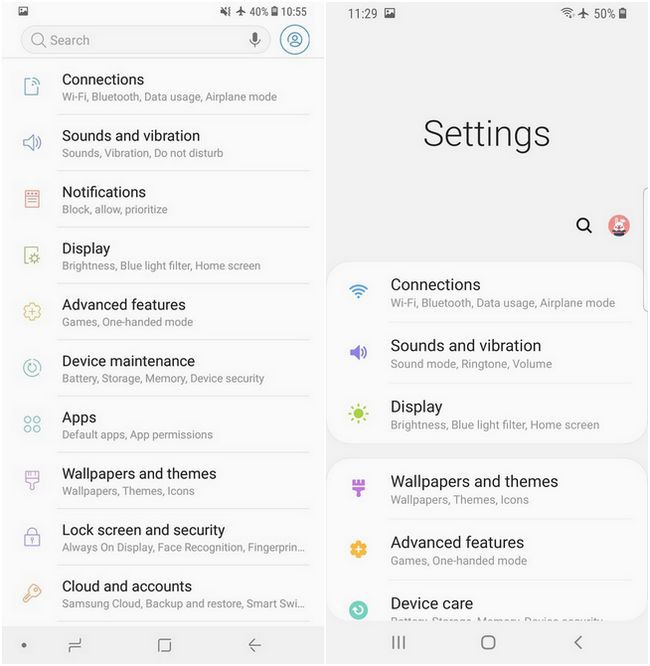 40% 10:55
Search
Connections
Wi-Fi, Bluetooth, Data usage, Airplane mode
Sounds and vibration
Sounds, Vibration, Do not disturb
Notifications
Block, allow, prioritize
Display
Brightness, Blue light filter, Home screen
Advanced features
Games, One-handed mode
Device maintenance
Battery, Storage, Memory, Device security
Apps
Default apps, App permissions
Wallpapers and themes
Wallpapers, Themes, Icons
Lock screen and security
Always On Display, Face Recognition, Fingerprin...
Cloud and accounts
Samsung Cloud, Backup and restore, Smart Swi...
11:29 50%
Settings
Connections
Wi-Fi, Bluetooth, Data usage, Airplane mode
Sounds and vibration
Sound mode, Ringtone, Volume
Display
Brightness, Blue light filter, Home screen
Wallpapers and themes
Wallpapers, Themes, Icons
Advanced features
Games, One-handed mode
Device care
Battery, Storage, Memory, Device security